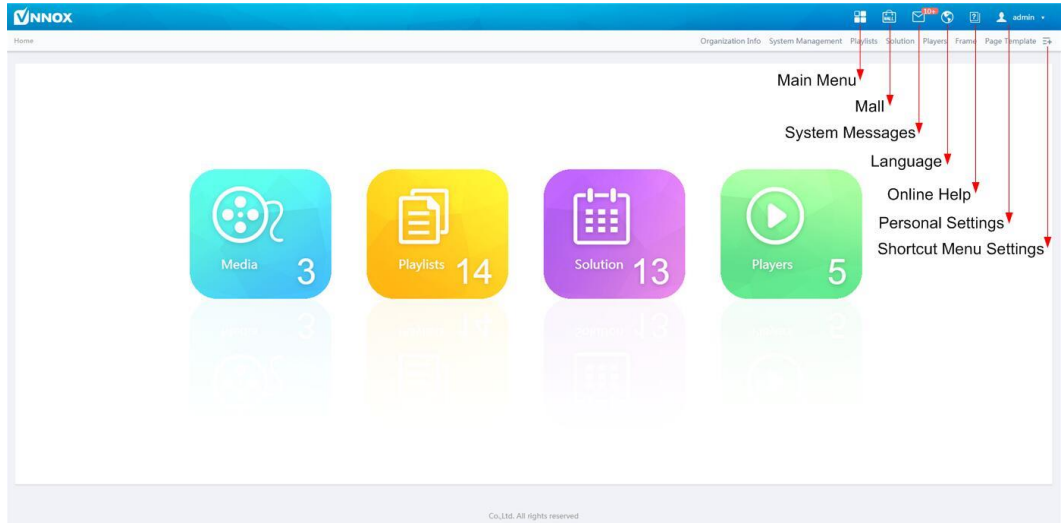 VNNOX
10+
MALL
?
admin
Home
Organization Info System Management Playlists Solution Players Frame Page Template
Main Menu
Mall
System Messages
Language
Online Help
Personal Settings
Shortcut Menu Settings
Media 3
Playlists 14
Solution 13
Players 5
Co.,Ltd. All rights reserved